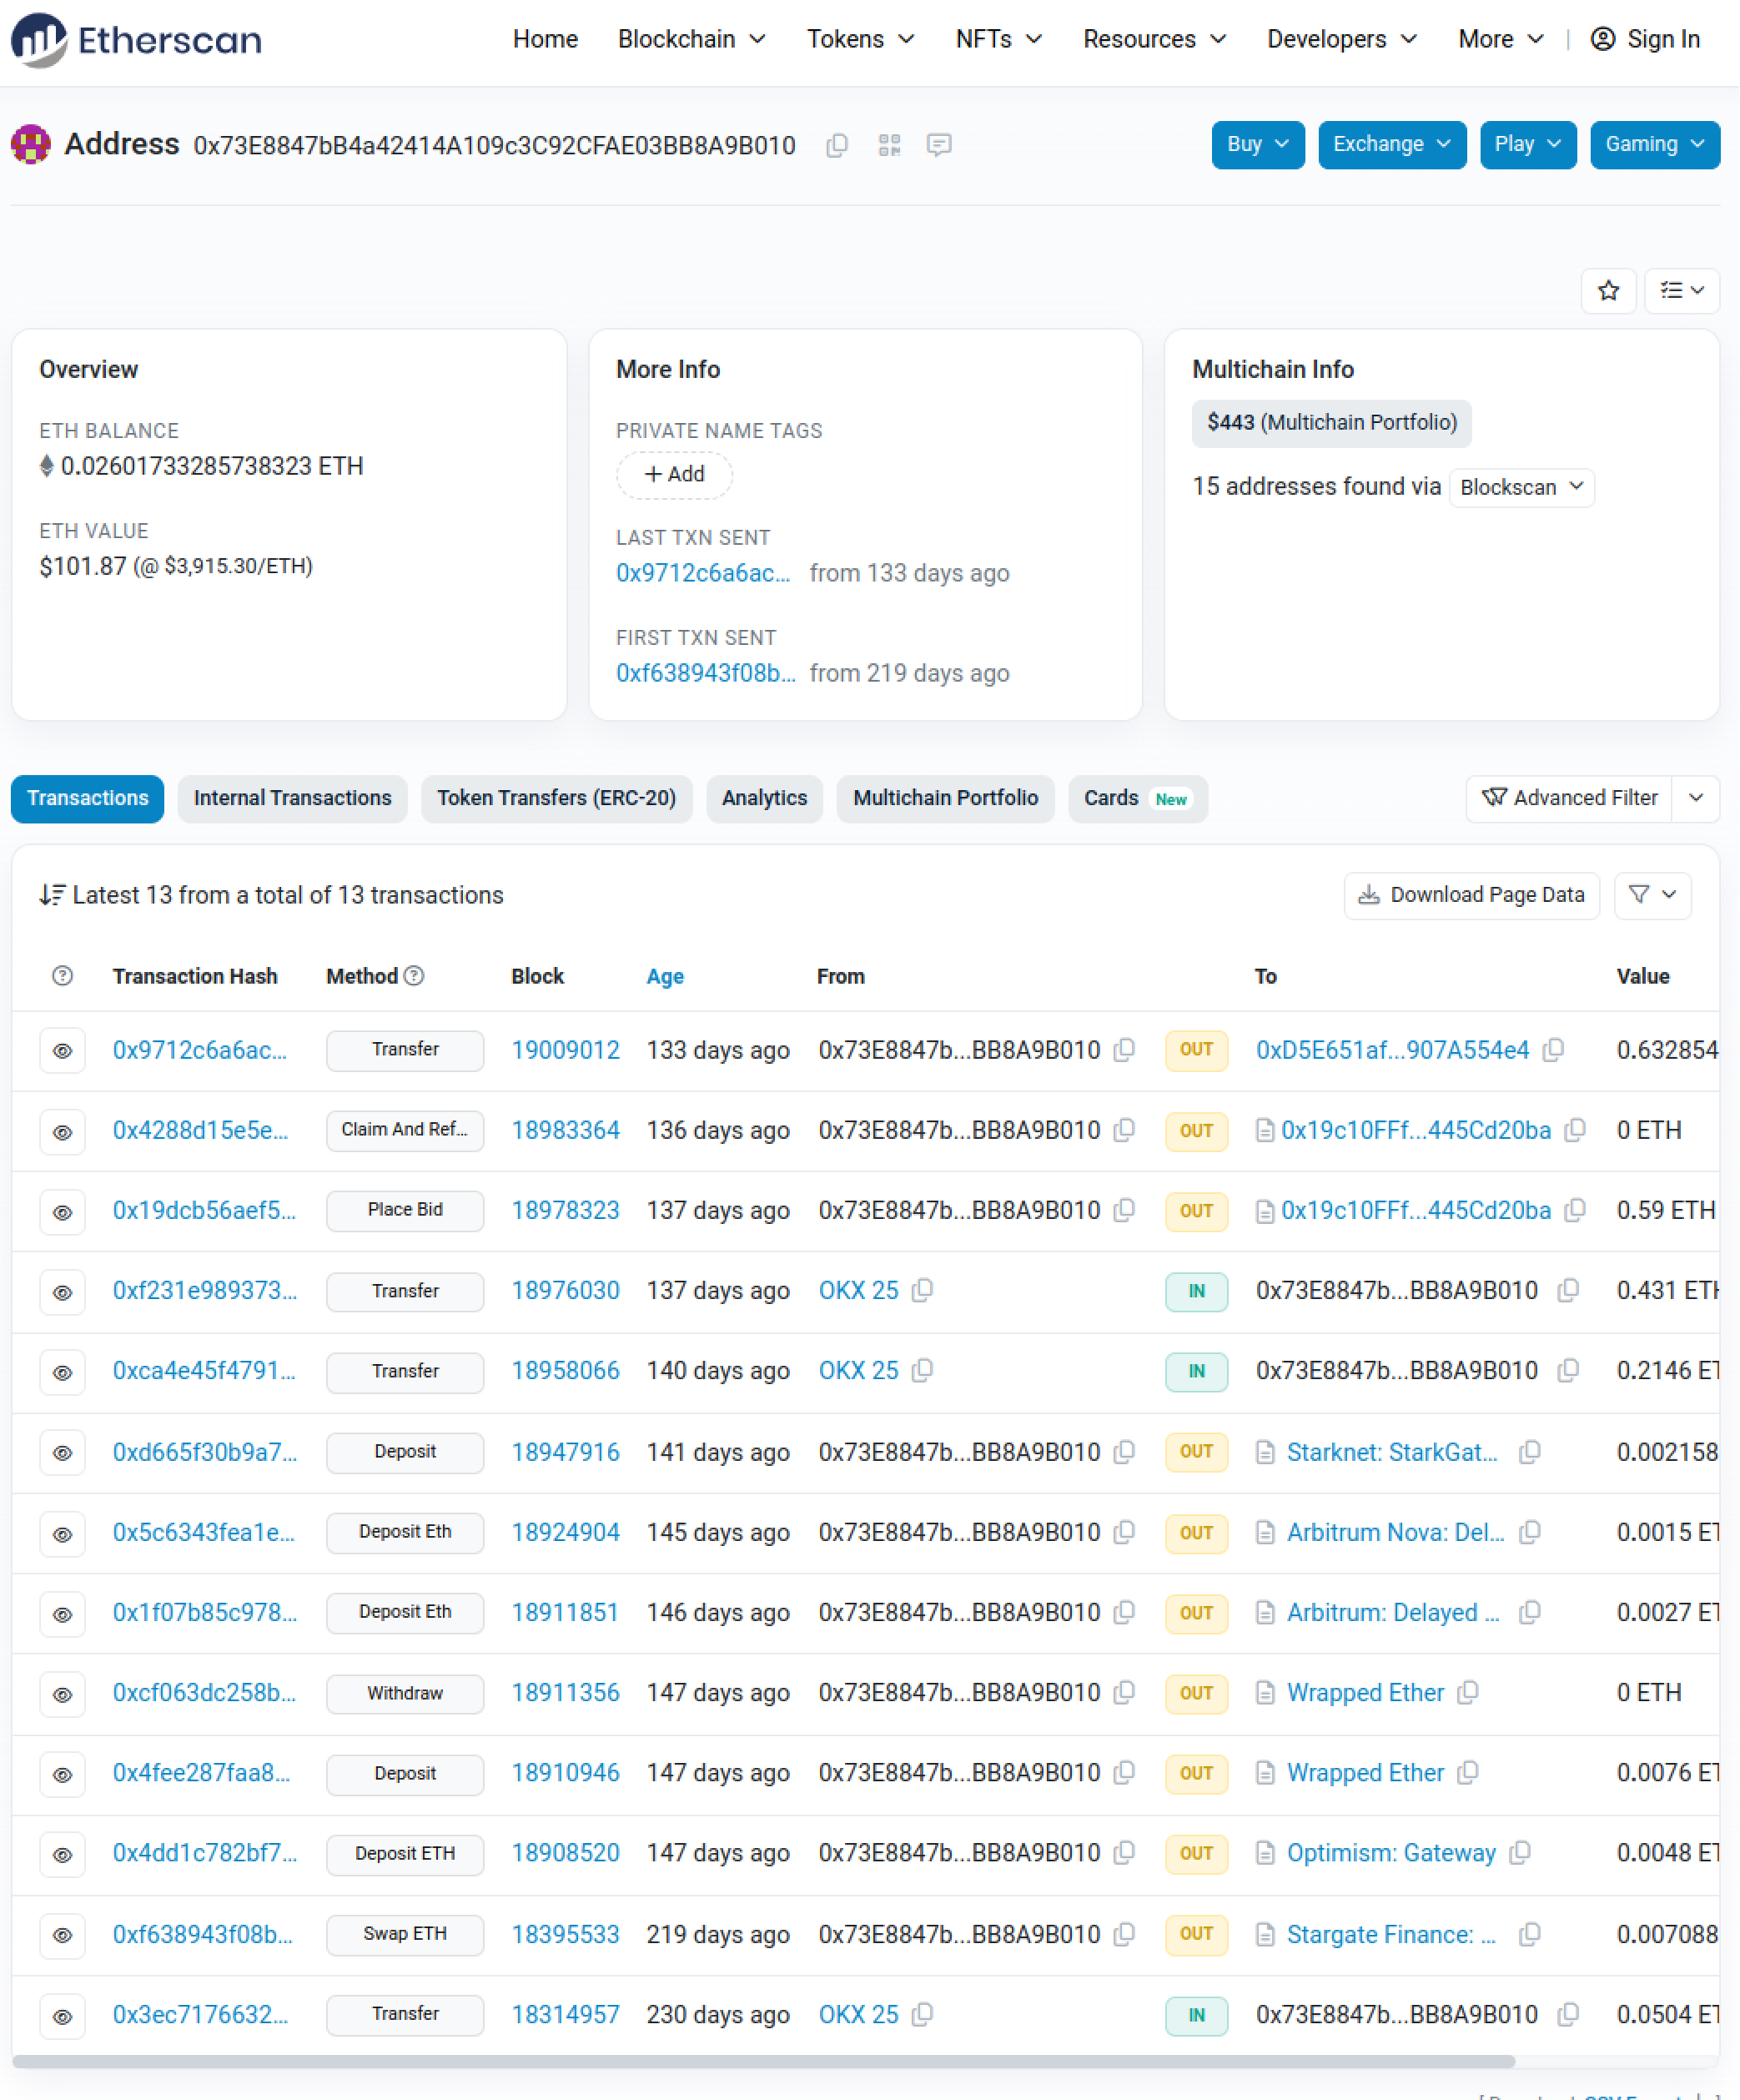 Etherscan Home Blockchain Tokens NFTs Resources Developers More | Sign In
Address 0x73E8847bB4a42414A109c3C92CFAE03BB8A9B010 Buy Exchange Play Gaming
Overview
ETH BALANCE
0.02601733285738323 ETH
ETH VALUE
$101.87 (@ $3,915.30/ETH)
More Info
PRIVATE NAME TAGS
+ Add
LAST TXN SENT
0x9712c6a6ac... from 133 days ago
FIRST TXN SENT
0xf638943f08b... from 219 days ago
Multichain Info
$443 (Multichain Portfolio)
15 addresses found via Blockscan
Transactions Internal Transactions Token Transfers (ERC-20) Analytics Multichain Portfolio Cards New Advanced Filter
Latest 13 from a total of 13 transactions Download Page Data
Transaction Hash Method Block Age From To Value
0x9712c6a6ac... Transfer 19009012 133 days ago 0x73E8847b...BB8A9B010 OUT 0xD5E651af...907A554e4 0.632854
0x4288d15e5e... Claim And Ref... 18983364 136 days ago 0x73E8847b...BB8A9B010 OUT 0x19c10FFf...445Cd20ba 0 ETH
0x19dcb56aef5... Place Bid 18978323 137 days ago 0x73E8847b...BB8A9B010 OUT 0x19c10FFf...445Cd20ba 0.59 ETH
0xf231e989373... Transfer 18976030 137 days ago OKX 25 IN 0x73E8847b...BB8A9B010 0.431 ETH
0xca4e45f4791... Transfer 18958066 140 days ago OKX 25 IN 0x73E8847b...BB8A9B010 0.2146 ET
0xd665f30b9a7... Deposit 18947916 141 days ago 0x73E8847b...BB8A9B010 OUT Starknet: StarkGat... 0.002158
0x5c6343fea1e... Deposit Eth 18924904 145 days ago 0x73E8847b...BB8A9B010 OUT Arbitrum Nova: Del... 0.0015 ET
0x1f07b85c978... Deposit Eth 18911851 146 days ago 0x73E8847b...BB8A9B010 OUT Arbitrum: Delayed ... 0.0027 ET
0xcf063dc258b... Withdraw 18911356 147 days ago 0x73E8847b...BB8A9B010 OUT Wrapped Ether 0 ETH
0x4fee287faa8... Deposit 18910946 147 days ago 0x73E8847b...BB8A9B010 OUT Wrapped Ether 0.0076 ET
0x4dd1c782bf7... Deposit ETH 18908520 147 days ago 0x73E8847b...BB8A9B010 OUT Optimism: Gateway 0.0048 ET
0xf638943f08b... Swap ETH 18395533 219 days ago 0x73E8847b...BB8A9B010 OUT Stargate Finance: ... 0.007088
0x3ec7176632... Transfer 18314957 230 days ago OKX 25 IN 0x73E8847b...BB8A9B010 0.0504 ET